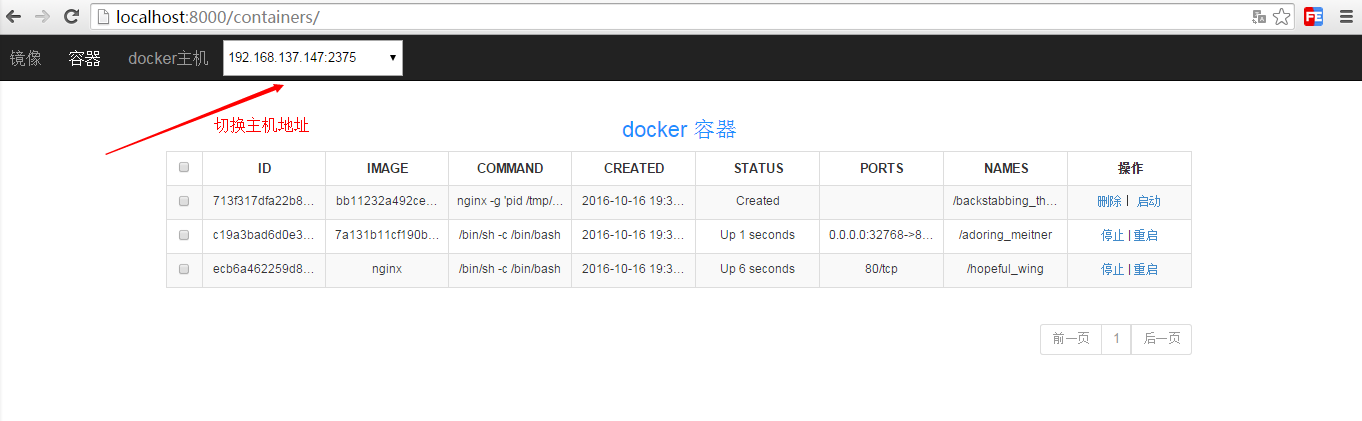 localhost:8000/containers/
FE
镜像 容器 docker主机 192.168.137.147:2375
切换主机地址
docker 容器
ID IMAGE COMMAND CREATED STATUS PORTS NAMES 操作
713f317dfa22b8... bb11232a492ce... nginx -g 'pid /tmp/... 2016-10-16 19:3... Created /backstabbing_th... 删除 | 启动
c19a3bad6d0e3... 7a131b11cf190b... /bin/sh -c /bin/bash 2016-10-16 19:3... Up 1 seconds 0.0.0.0:32768->8... /adoring_meitner 停止 | 重启
ecb6a462259d8... nginx /bin/sh -c /bin/bash 2016-10-16 19:3... Up 6 seconds 80/tcp /hopeful_wing 停止 | 重启
前一页 1 后一页